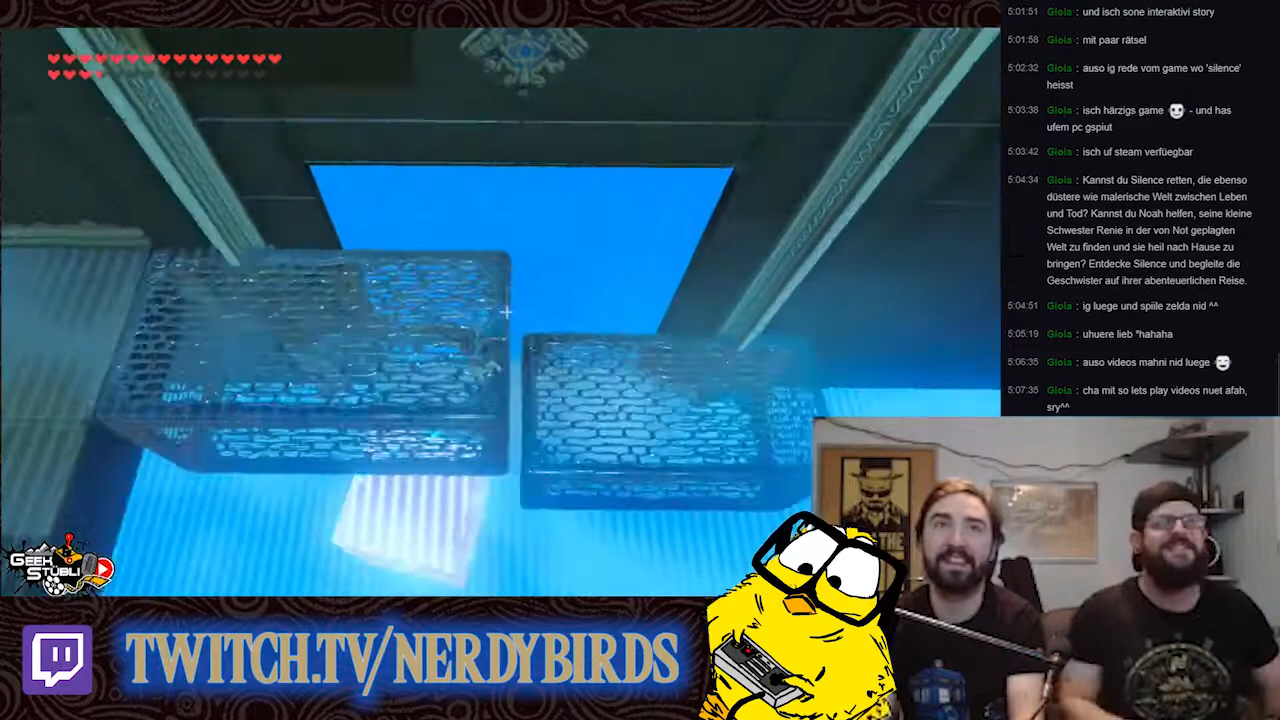 5:01:51 Gioia : und isch sone interaktivi story
5:01:58 Gioia : mit paar rätsel
5:02:32 Gioia : auso ig rede vom game wo 'silence'
heisst
5:03:38 Gioia : isch härzigs game - und has
ufem pc gspiut
5:03:42 Gioia : isch uf steam verfüegbar
5:04:34 Gioia : Kannst du Silence retten, die ebenso
düstere wie malerische Welt zwischen Leben
und Tod? Kannst du Noah helfen, seine kleine
Schwester Renie in der von Not geplagten
Welt zu finden und sie heil nach Hause zu
bringen? Entdecke Silence und begleite die
Geschwister auf ihrer abenteuerlichen Reise.
5:04:51 Gioia : ig luege und spiile zelda nid ^^
5:05:19 Gioia : uhuere lieb *hahaha
5:06:35 Gioia : auso videos mahni nid luege
5:07:35 Gioia : cha mit so lets play videos nuet afah,
sry^^
GEEK
STÜBLI
THE
TWITCH.TV/NERDYBIRDS